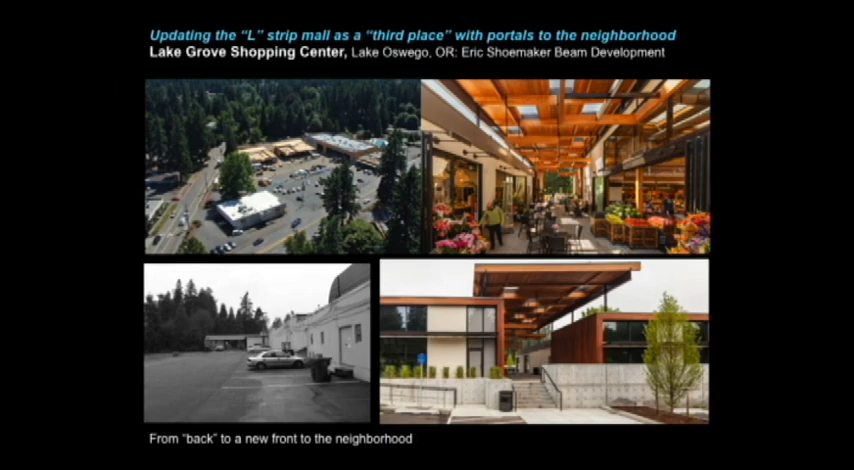 Updating the “L” strip mall as a “third place” with portals to the neighborhood
Lake Grove Shopping Center, Lake Oswego, OR: Eric Shoemaker Beam Development
From “back” to a new front to the neighborhood